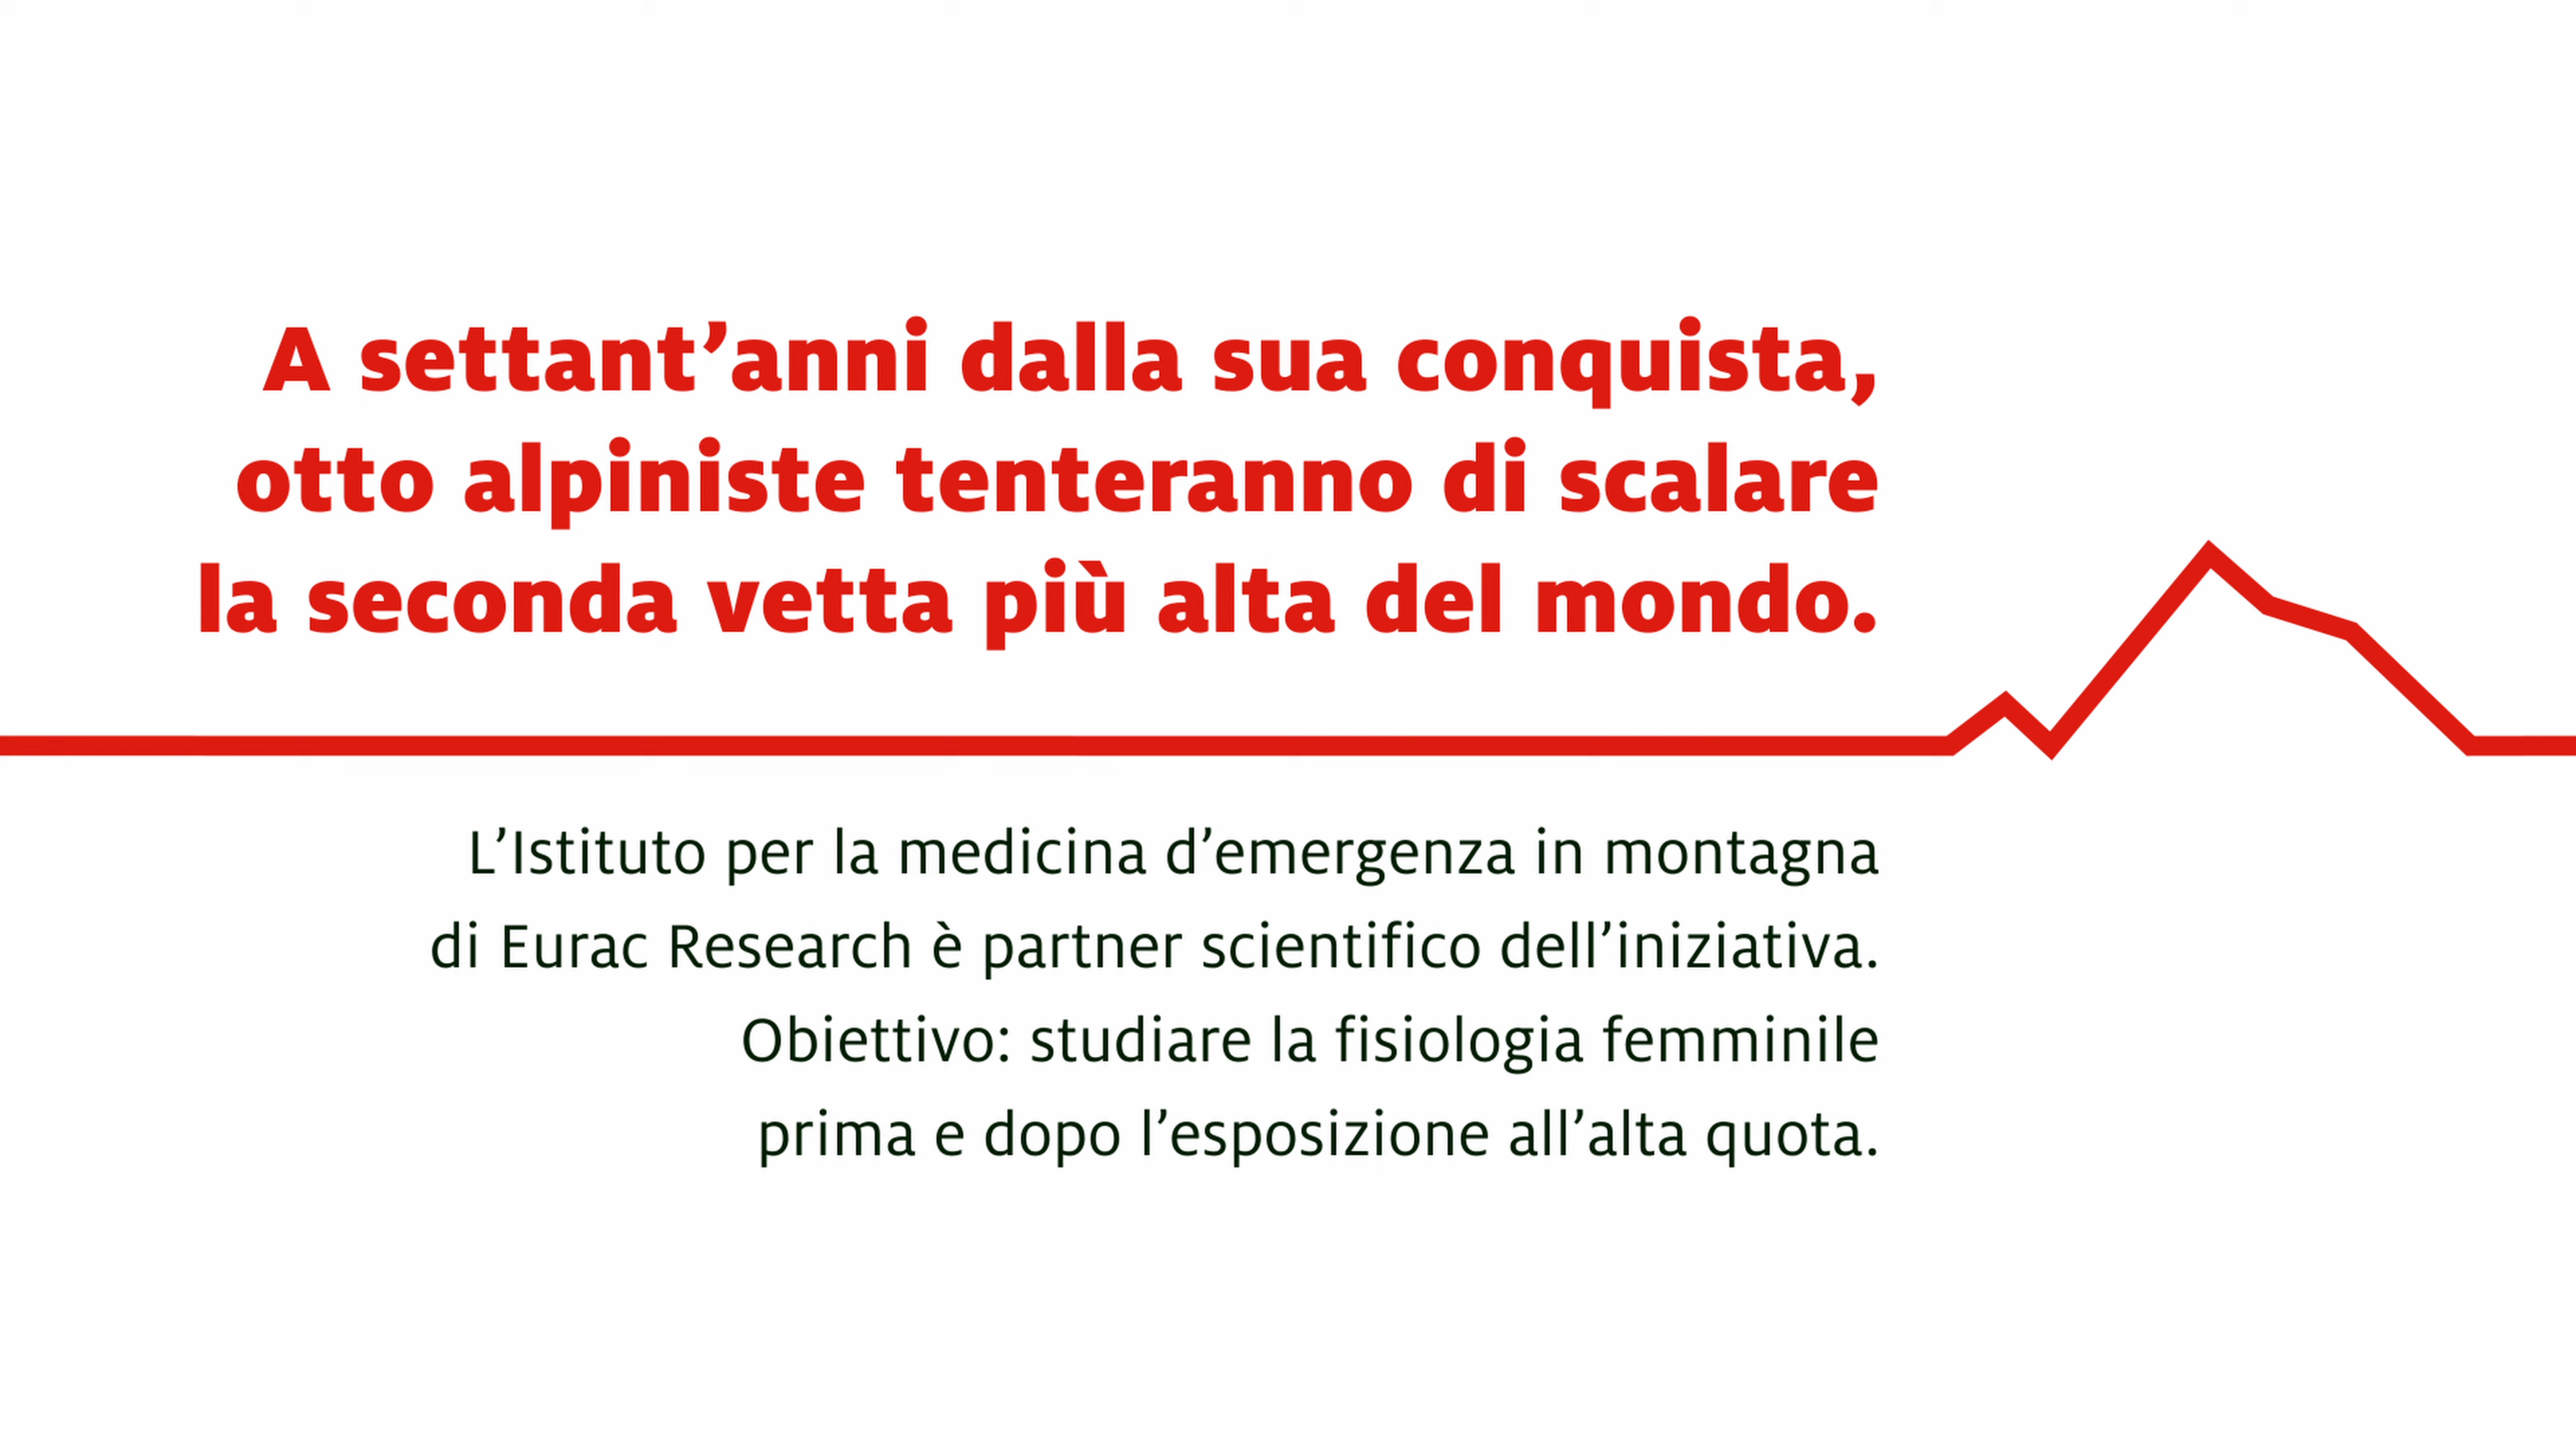 A settant’anni dalla sua conquista,
otto alpiniste tenteranno di scalare
la seconda vetta più alta del mondo.
L’Istituto per la medicina d’emergenza in montagna
di Eurac Research è partner scientifico dell’iniziativa.
Obiettivo: studiare la fisiologia femminile
prima e dopo l’esposizione all’alta quota.